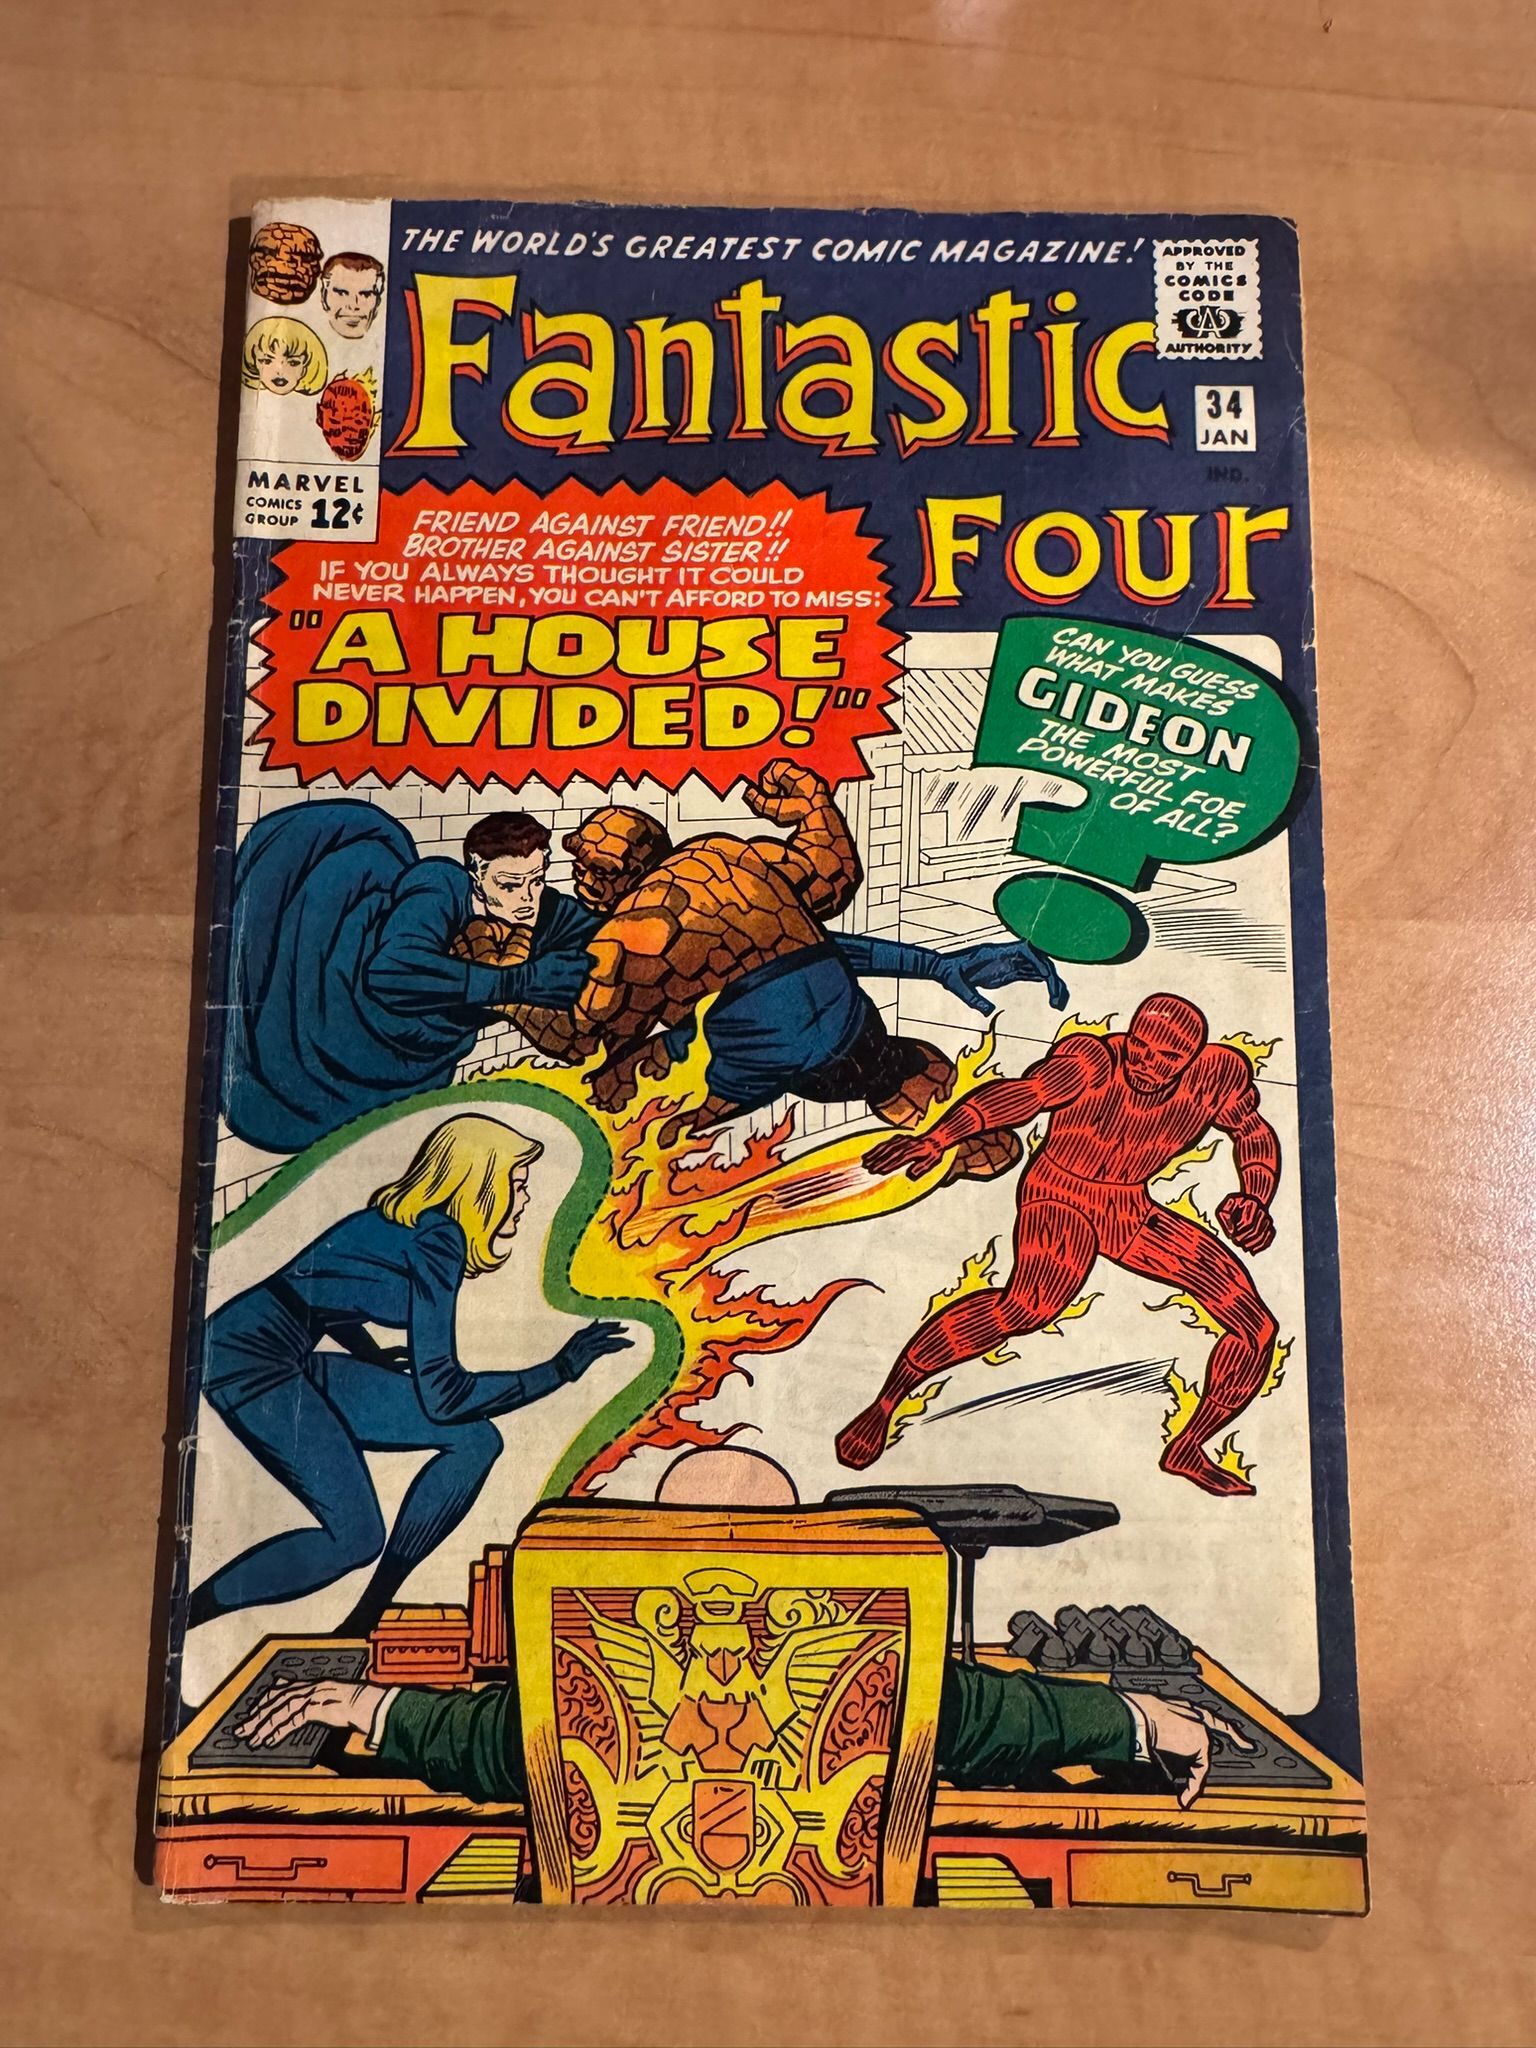 THE WORLD'S GREATEST COMIC MAGAZINE!
APPROVED
BY THE
COMICS
CODE
CA
AUTHORITY
Fantastic
Four
34
JAN
IND.
MARVEL
COMICS
GROUP
12¢
FRIEND AGAINST FRIEND!!
BROTHER AGAINST SISTER!!
IF YOU ALWAYS THOUGHT IT COULD
NEVER HAPPEN, YOU CAN'T AFFORD TO MISS:
"A HOUSE
DIVIDED!"
CAN YOU GUESS
WHAT MAKES
GIDEON
THE MOST
POWERFUL FOE
OF ALL?